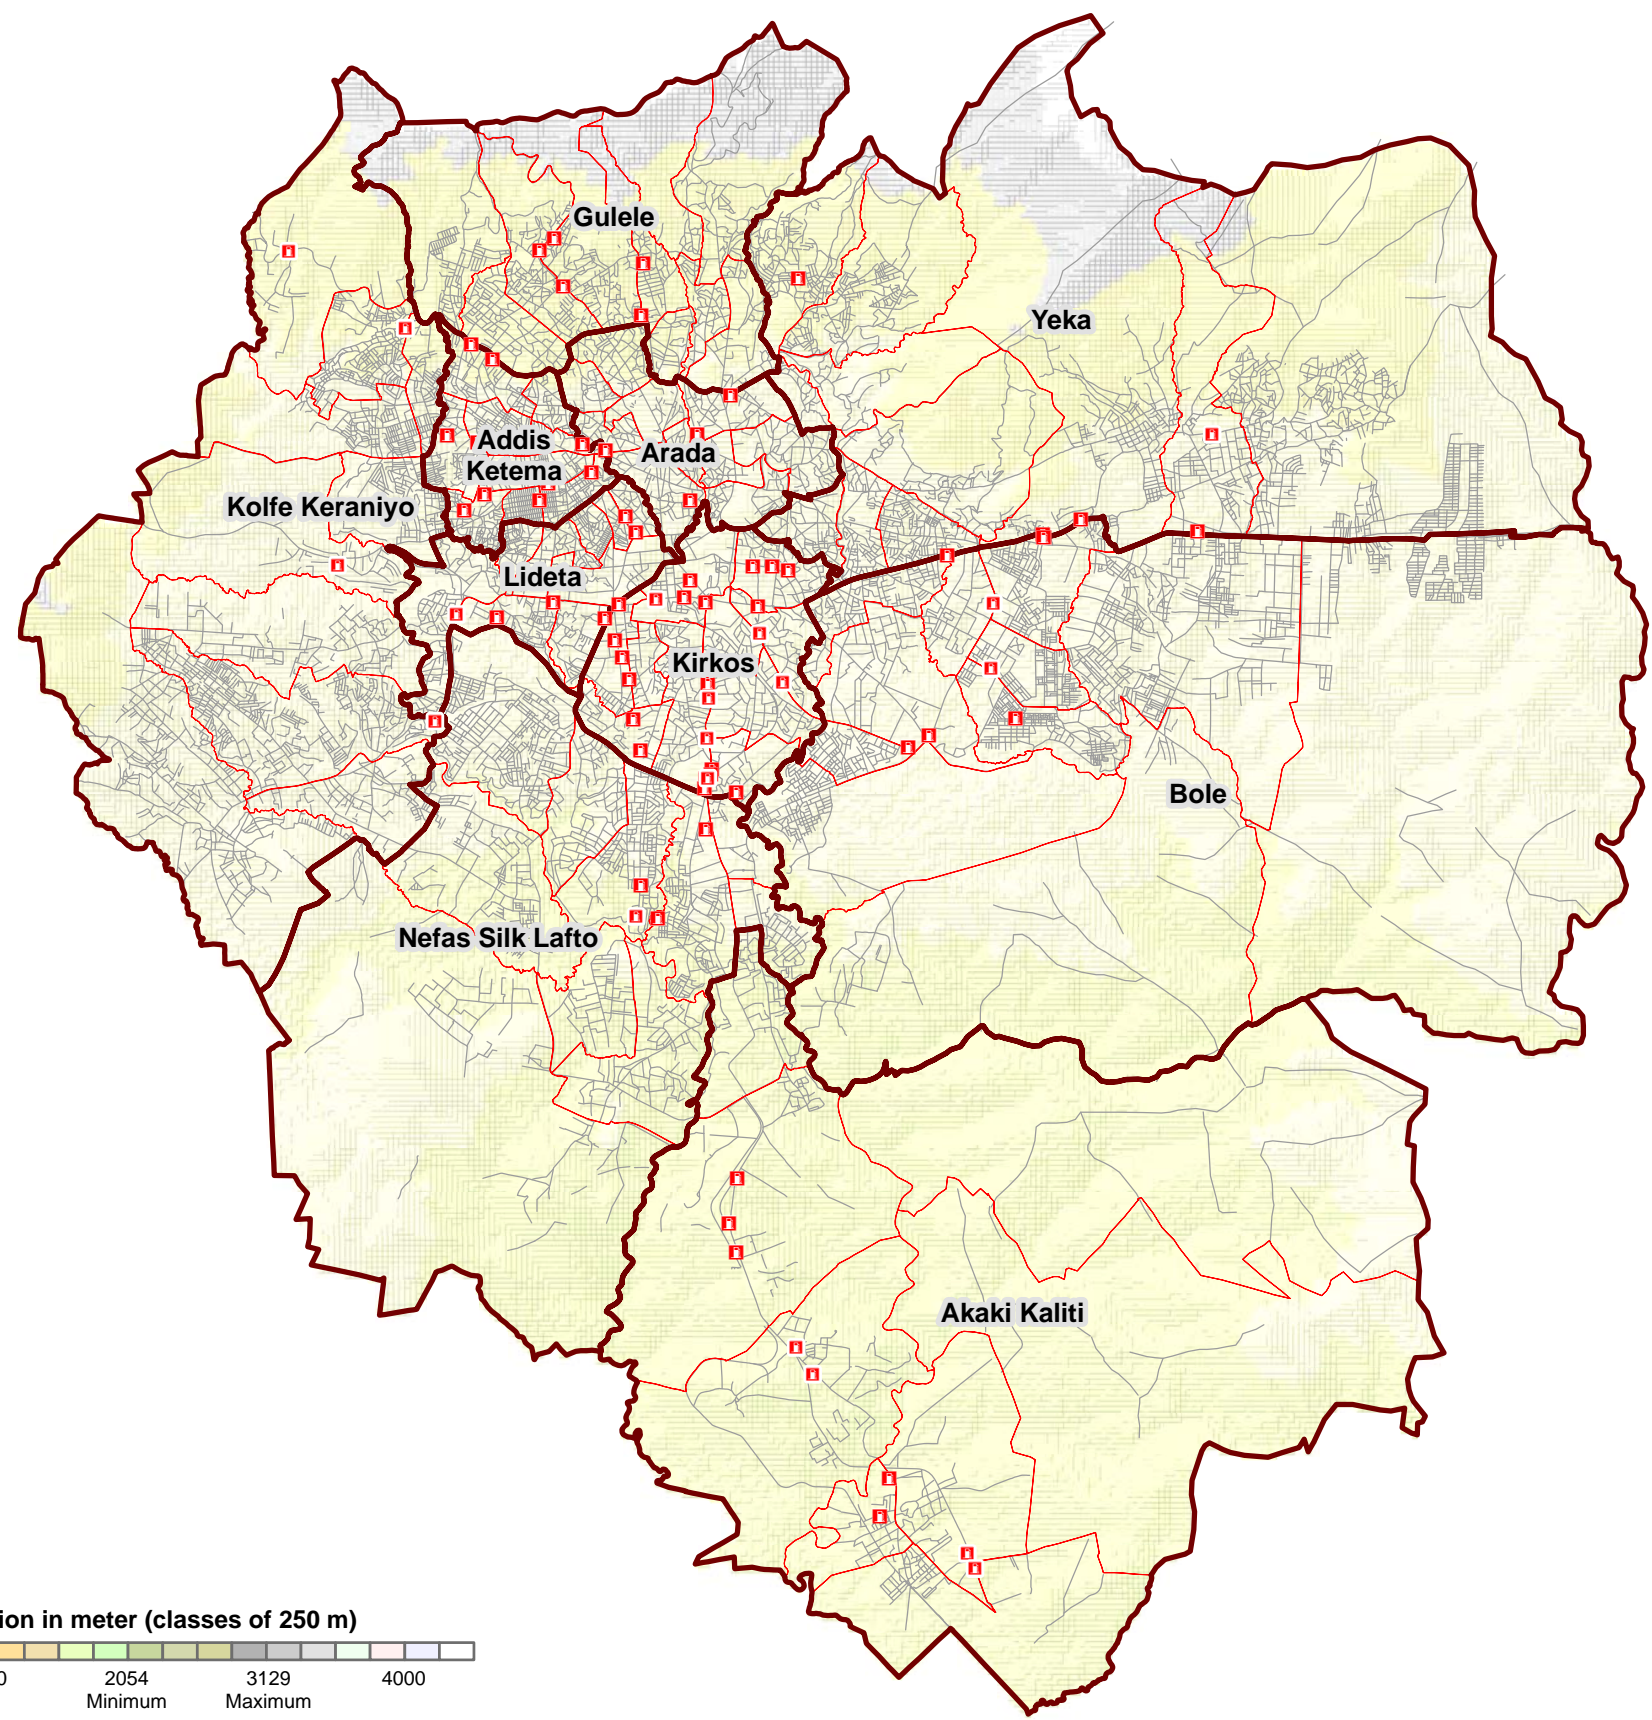 Gulele
Yeka
Addis
Ketema
Arada
Kolfe Keraniyo
Lideta
Kirkos
Bole
Nefas Silk Lafto
Akaki Kaliti
ion in meter (classes of 250 m)
0 2054 3129 4000
Minimum Maximum